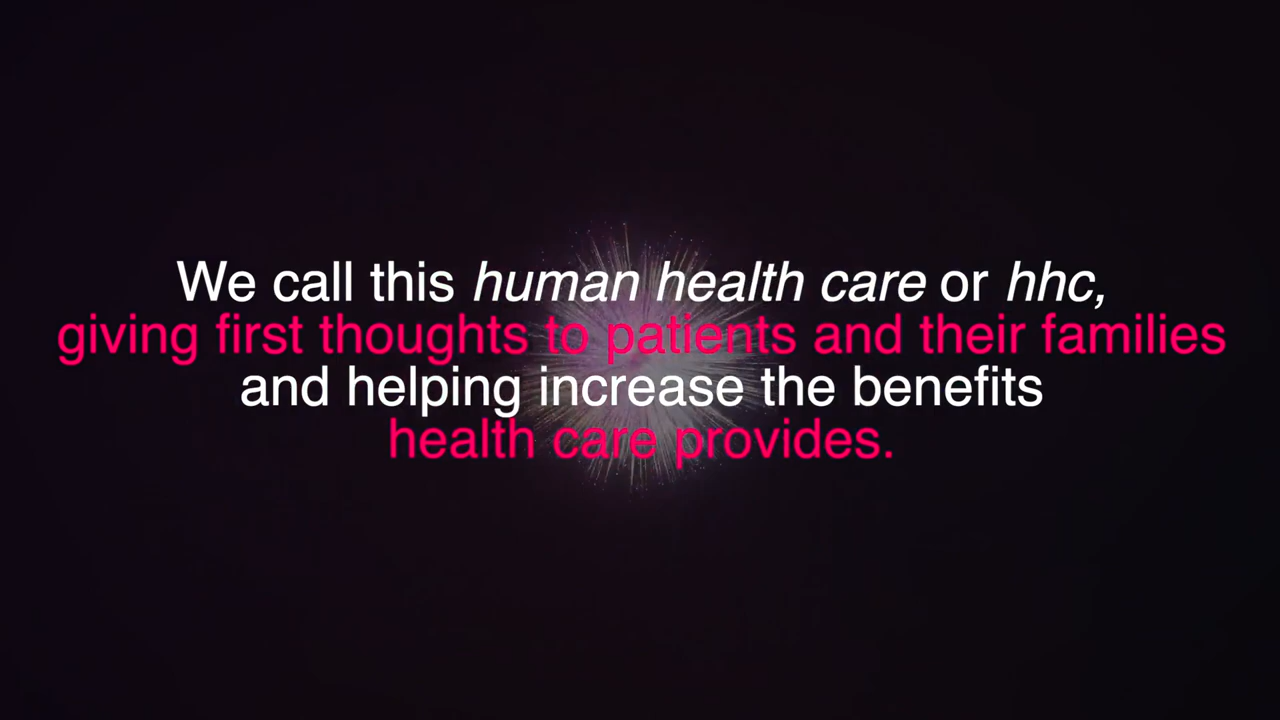 We call this human health care or hhc,
giving first thoughts to patients and their families
and helping increase the benefits
health care provides.